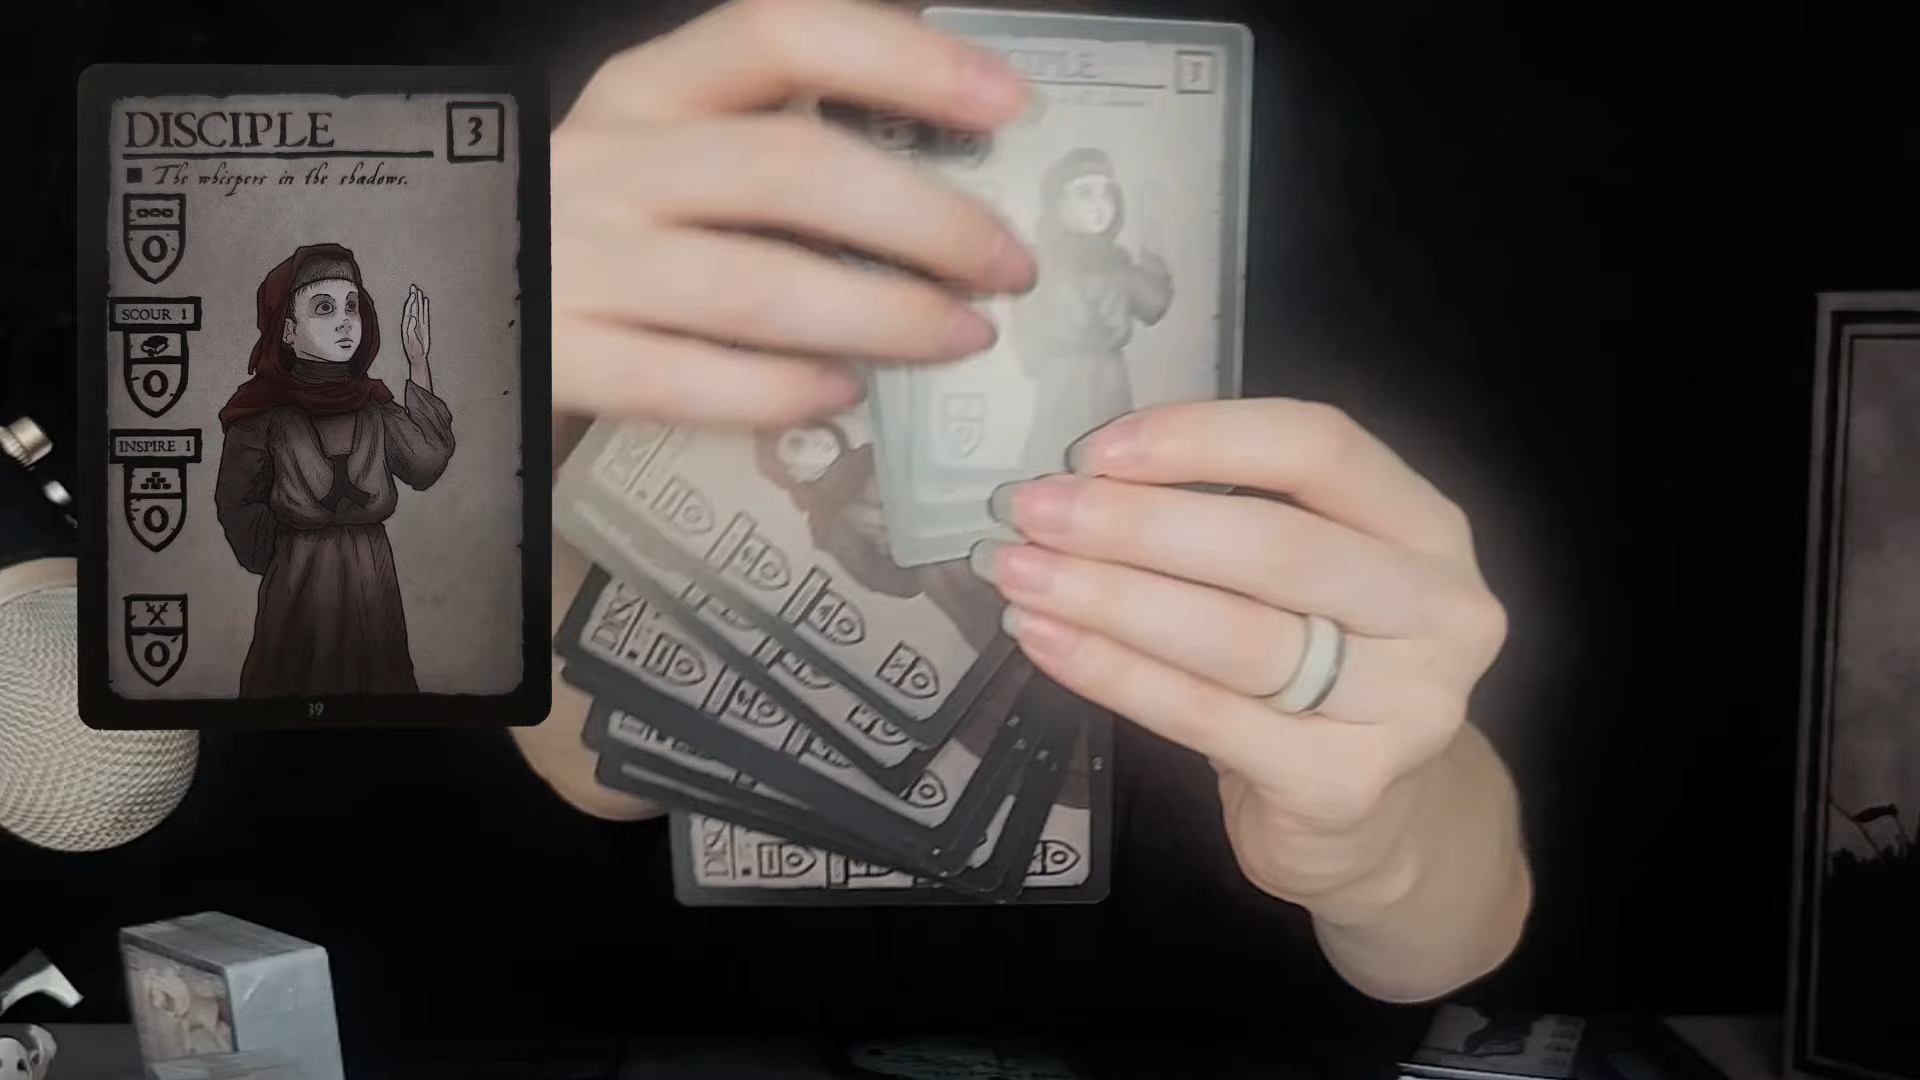 DISCIPLE 3
The whispers in the shadows.
0
SCOUR 1
0
INSPIRE 1
0
0
39